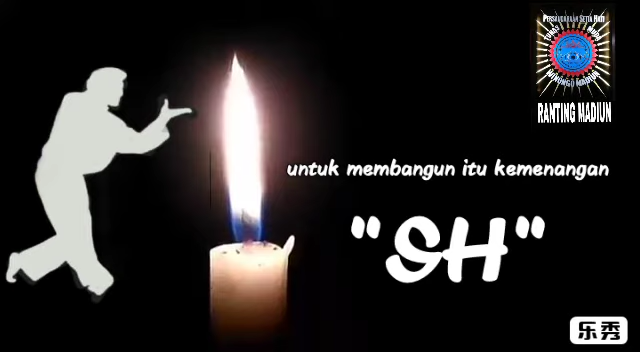 PERSAUDARAAN SETIA HATI
RANTING MADIUN
untuk membangun itu kemenangan
"SH"
乐秀